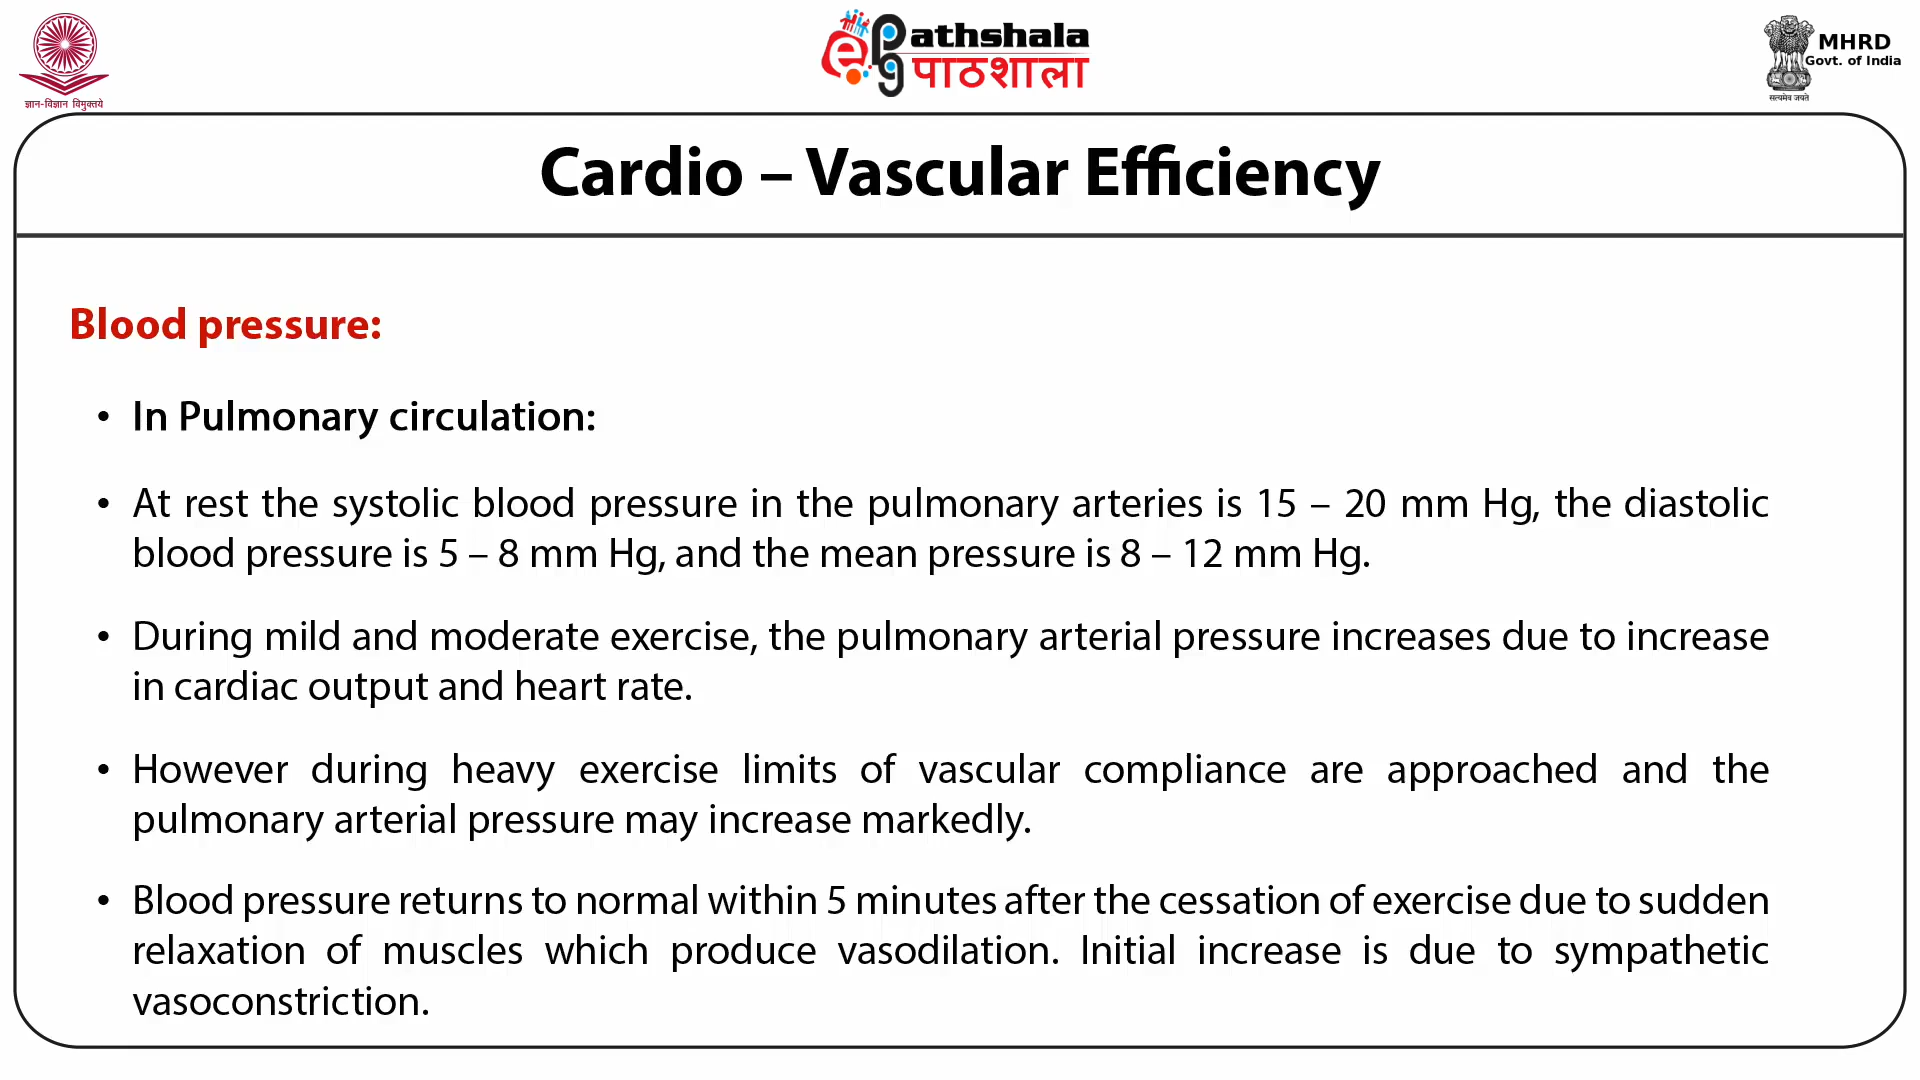 ज्ञान-विज्ञान विमुक्तये
e Pathshala
पाठशाला
MHRD
Govt. of India
सत्यमेव जयते
Cardio – Vascular Efficiency
Blood pressure:
• In Pulmonary circulation:
• At rest the systolic blood pressure in the pulmonary arteries is 15 – 20 mm Hg, the diastolic
blood pressure is 5 – 8 mm Hg, and the mean pressure is 8 – 12 mm Hg.
• During mild and moderate exercise, the pulmonary arterial pressure increases due to increase
in cardiac output and heart rate.
• However during heavy exercise limits of vascular compliance are approached and the
pulmonary arterial pressure may increase markedly.
• Blood pressure returns to normal within 5 minutes after the cessation of exercise due to sudden
relaxation of muscles which produce vasodilation. Initial increase is due to sympathetic
vasoconstriction.